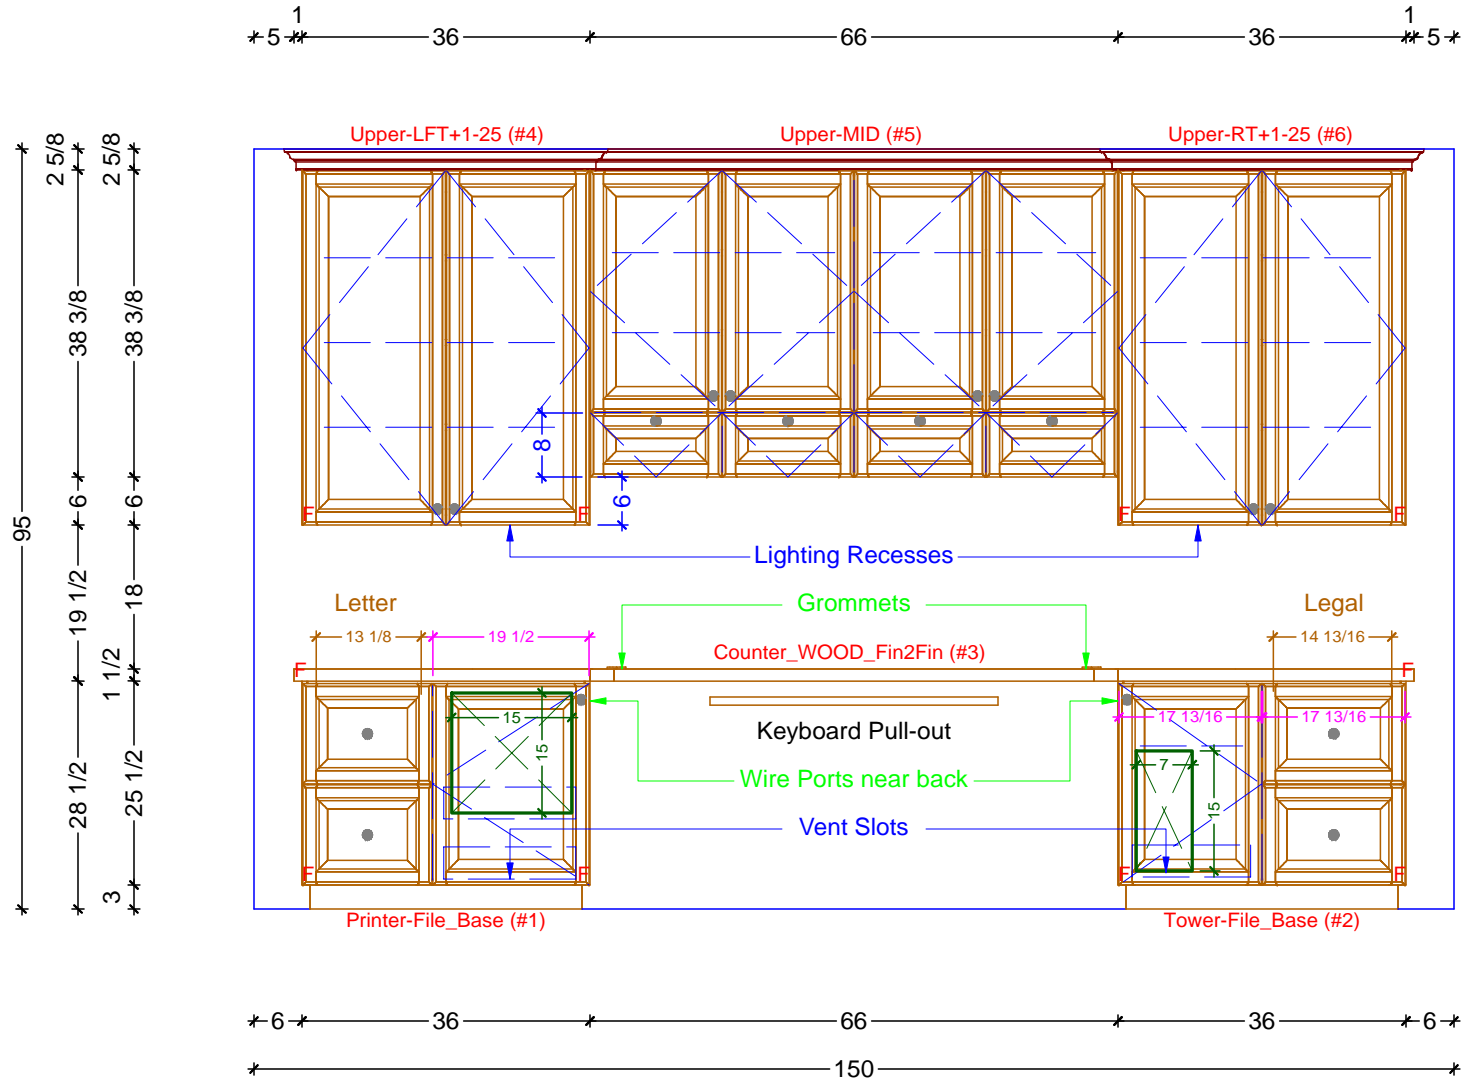 1 1
5 36 66 36 5
Upper-LFT+1-25 (#4) Upper-MID (#5) Upper-RT+1-25 (#6)
2 5/8 2 5/8
38 3/8 38 3/8
8
6 6 6
F F F F
95
Lighting Recesses
19 1/2 18
Letter Grommets Legal
13 1/8 19 1/2 14 13/16
Counter_WOOD_Fin2Fin (#3)
F F
1 1/2
15 17 13/16 17 13/16
Keyboard Pull-out
15
7
Wire Ports near back
28 1/2 25 1/2
15
Vent Slots
F F F F
3
Printer-File_Base (#1) Tower-File_Base (#2)
6 36 66 36 6
150